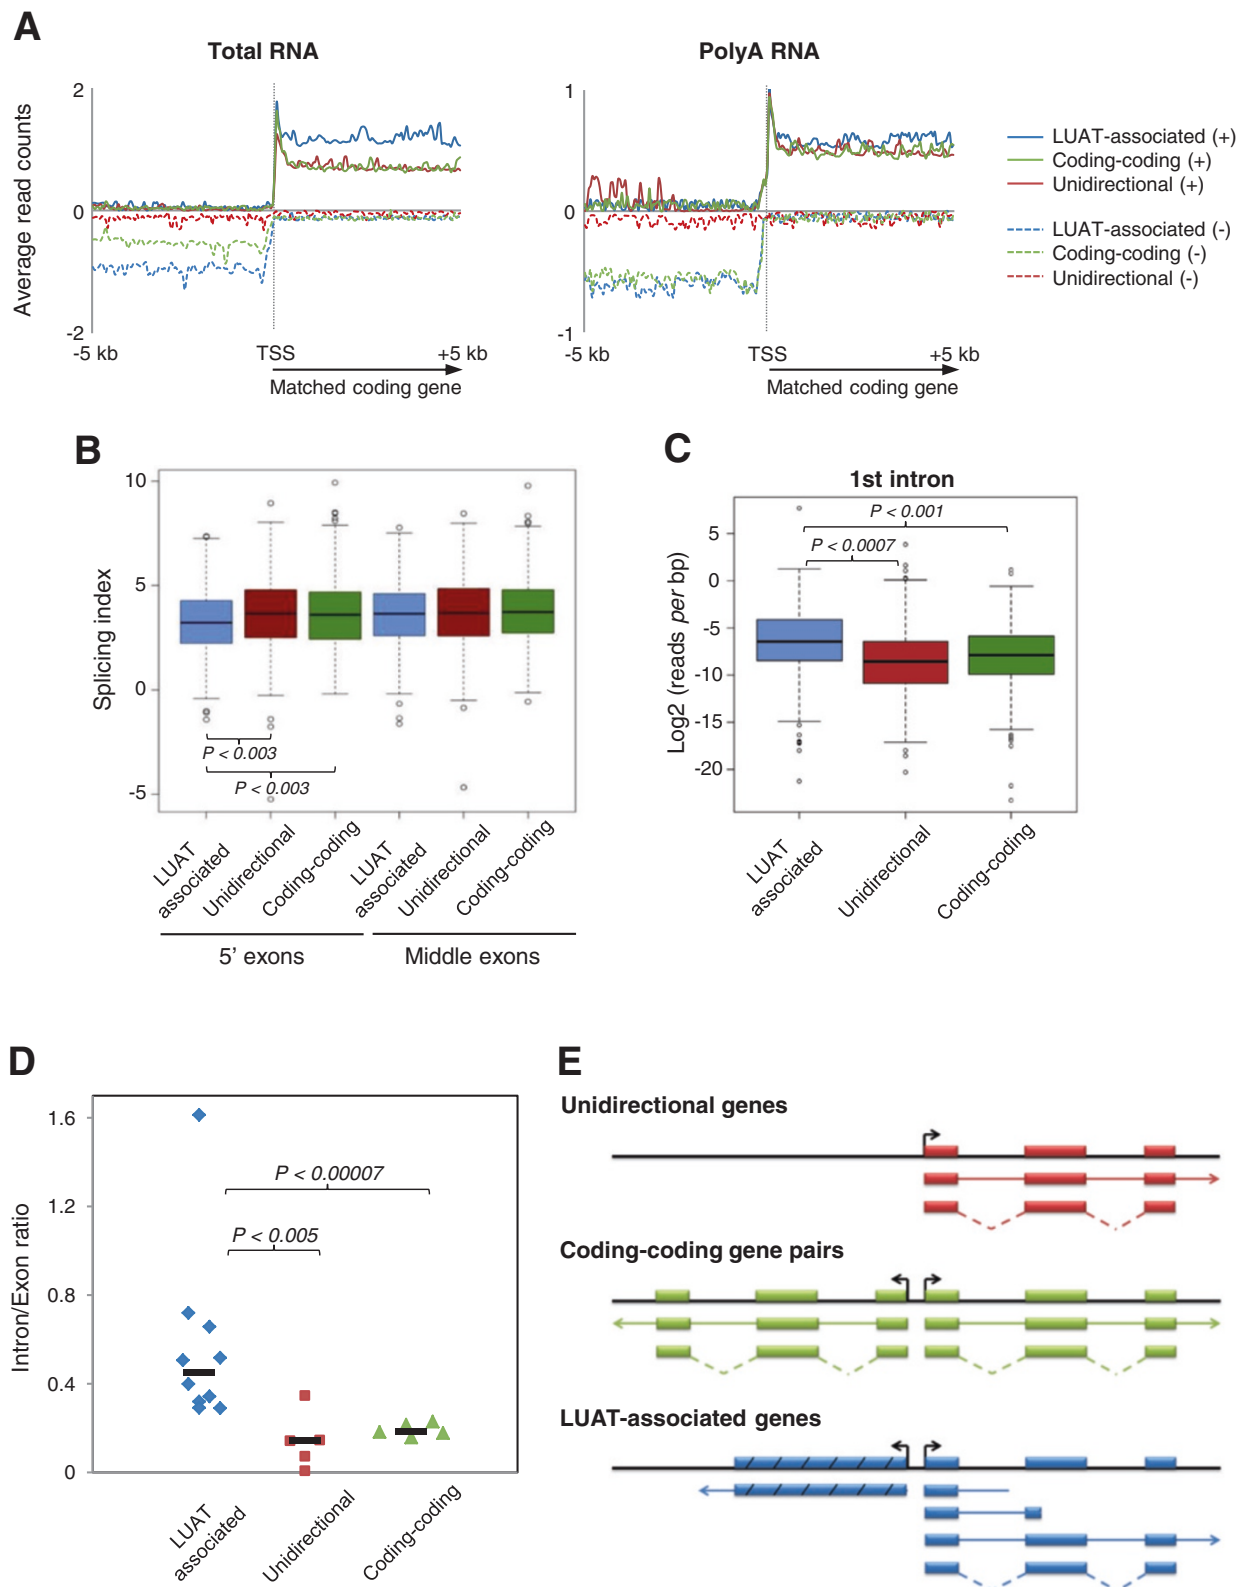 A
Total RNA
PolyA RNA
Average read counts
2
0
-2
-5 kb
TSS
+5 kb
Matched coding gene
1
0
-1
-5 kb
TSS
+5 kb
Matched coding gene
LUAT-associated (+)
Coding-coding (+)
Unidirectional (+)
LUAT-associated (-)
Coding-coding (-)
Unidirectional (-)
B
Splicing index
10
5
0
-5
P < 0.003
P < 0.003
LUAT
associated
Unidirectional
Coding-coding
LUAT
associated
Unidirectional
Coding-coding
5’ exons
Middle exons
C
1st intron
Log2 (reads per bp)
5
0
-5
-10
-15
-20
P < 0.001
P < 0.0007
LUAT
associated
Unidirectional
Coding-coding
D
Intron/Exon ratio
1.6
1.2
0.8
0.4
0
P < 0.00007
P < 0.005
LUAT
associated
Unidirectional
Coding-coding
E
Unidirectional genes
Coding-coding gene pairs
LUAT-associated genes